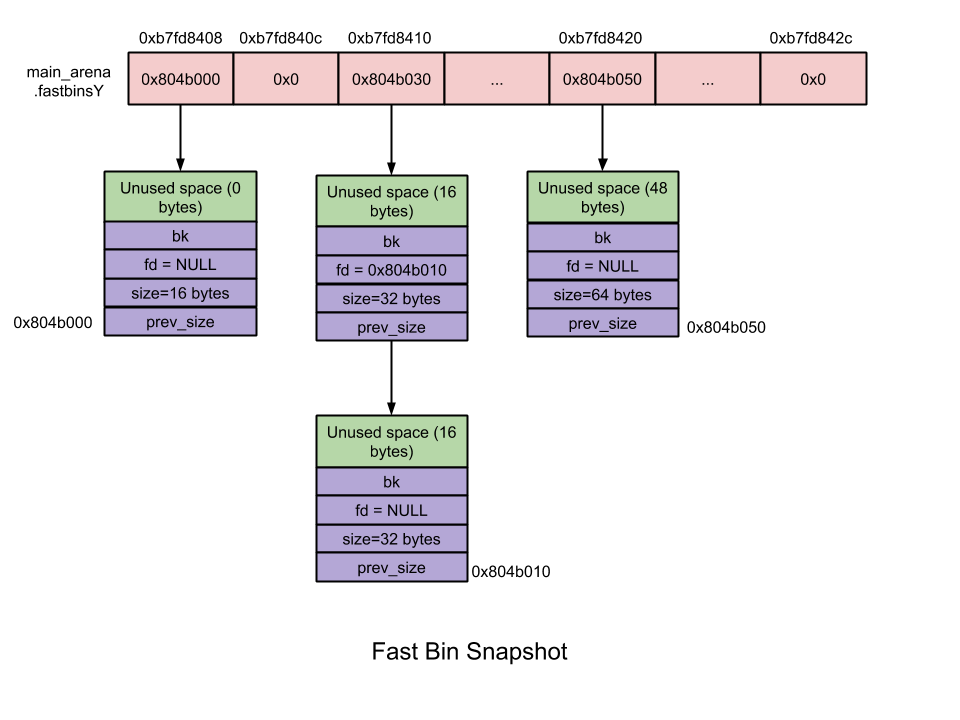 0xb7fd8408 0xb7fd840c 0xb7fd8410 0xb7fd8420 0xb7fd842c
main_arena
.fastbinsY
0x804b000 0x0 0x804b030 ... 0x804b050 ... 0x0
Unused space (0
bytes)
bk
fd = NULL
size=16 bytes
prev_size
0x804b000
Unused space (16
bytes)
bk
fd = 0x804b010
size=32 bytes
prev_size
Unused space (48
bytes)
bk
fd = NULL
size=64 bytes
prev_size
0x804b050
Unused space (16
bytes)
bk
fd = NULL
size=32 bytes
prev_size
0x804b010
Fast Bin Snapshot